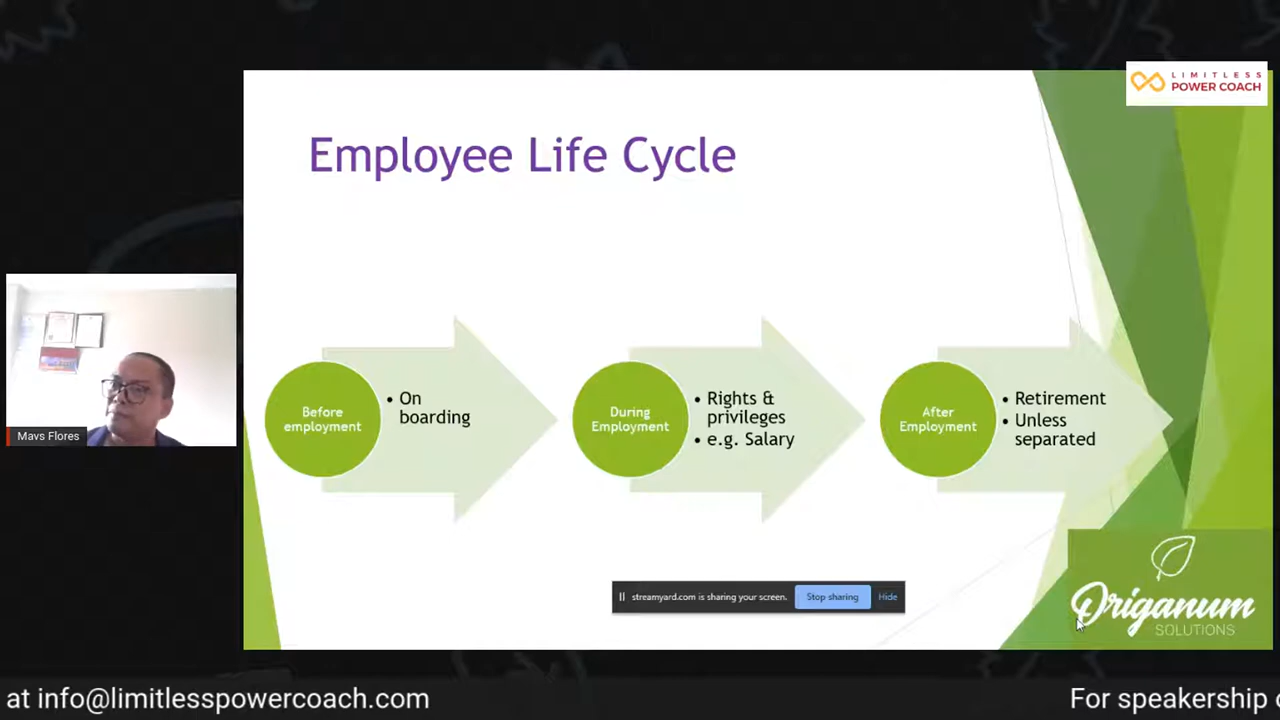 LIMITLESS
POWER COACH
Employee Life Cycle
Before
employment
• On
boarding
During
Employment
• Rights &
privileges
• e.g. Salary
After
Employment
• Retirement
• Unless
separated
Mavs Flores
streamyard.com is sharing your screen.
Stop sharing
Hide
Origanum
SOLUTIONS
at info@limitlesspowercoach.com
For speakership